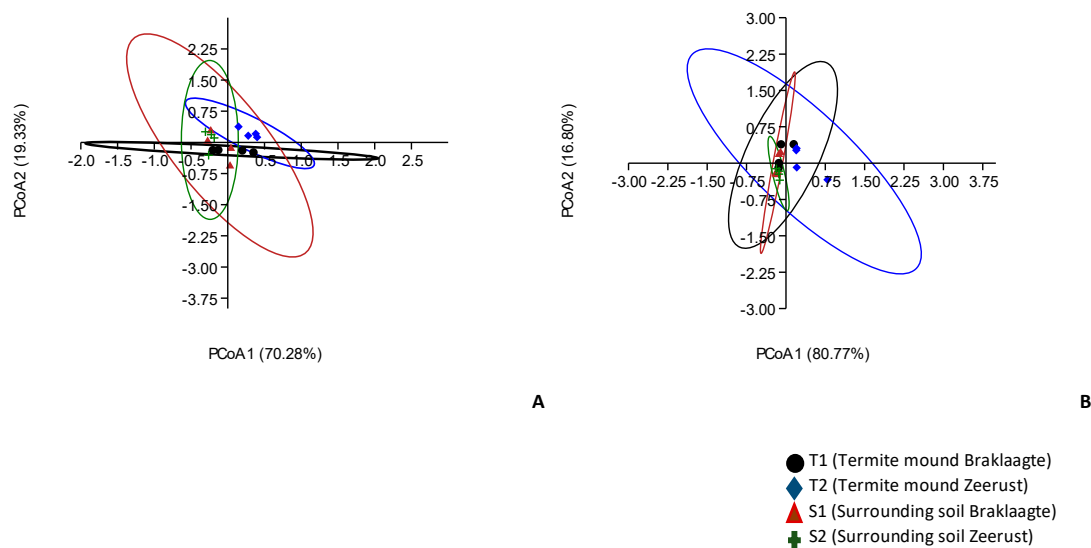 2.25
1.50
0.75
-2.0 -1.5 -1.0 -0.5 0.5 1.0 1.5 2.0 2.5
-0.75
-1.50
-2.25
-3.00
-3.75
PCoA2 (19.33%)
PCoA1 (70.28%)
A
3.00
2.25
1.50
0.75
-3.00 -2.25 -1.50 -0.75 0.75 1.50 2.25 3.00 3.75
-0.75
-1.50
-2.25
-3.00
PCoA2 (16.80%)
PCoA1 (80.77%)
B
T1 (Termite mound Braklaagte)
T2 (Termite mound Zeerust)
S1 (Surrounding soil Braklaagte)
S2 (Surrounding soil Zeerust)